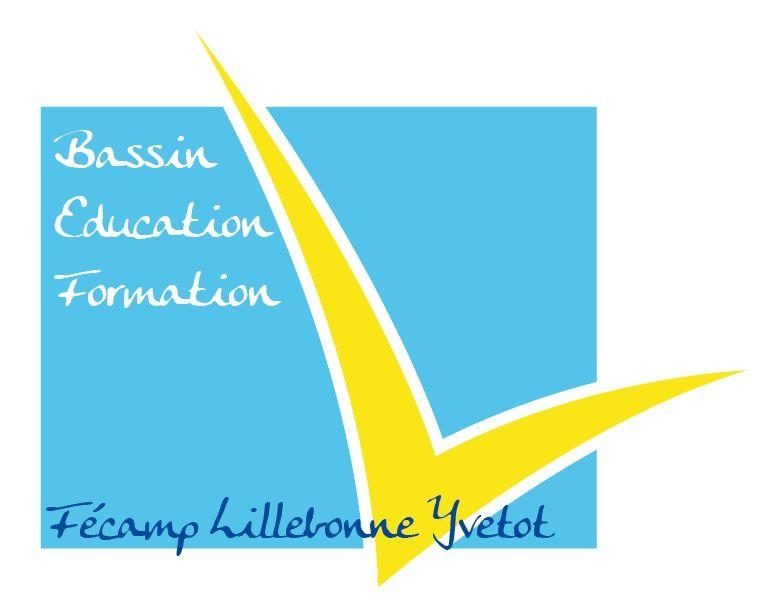 Bassin
Education
Formation
Fécamp Lillebonne Yvetot